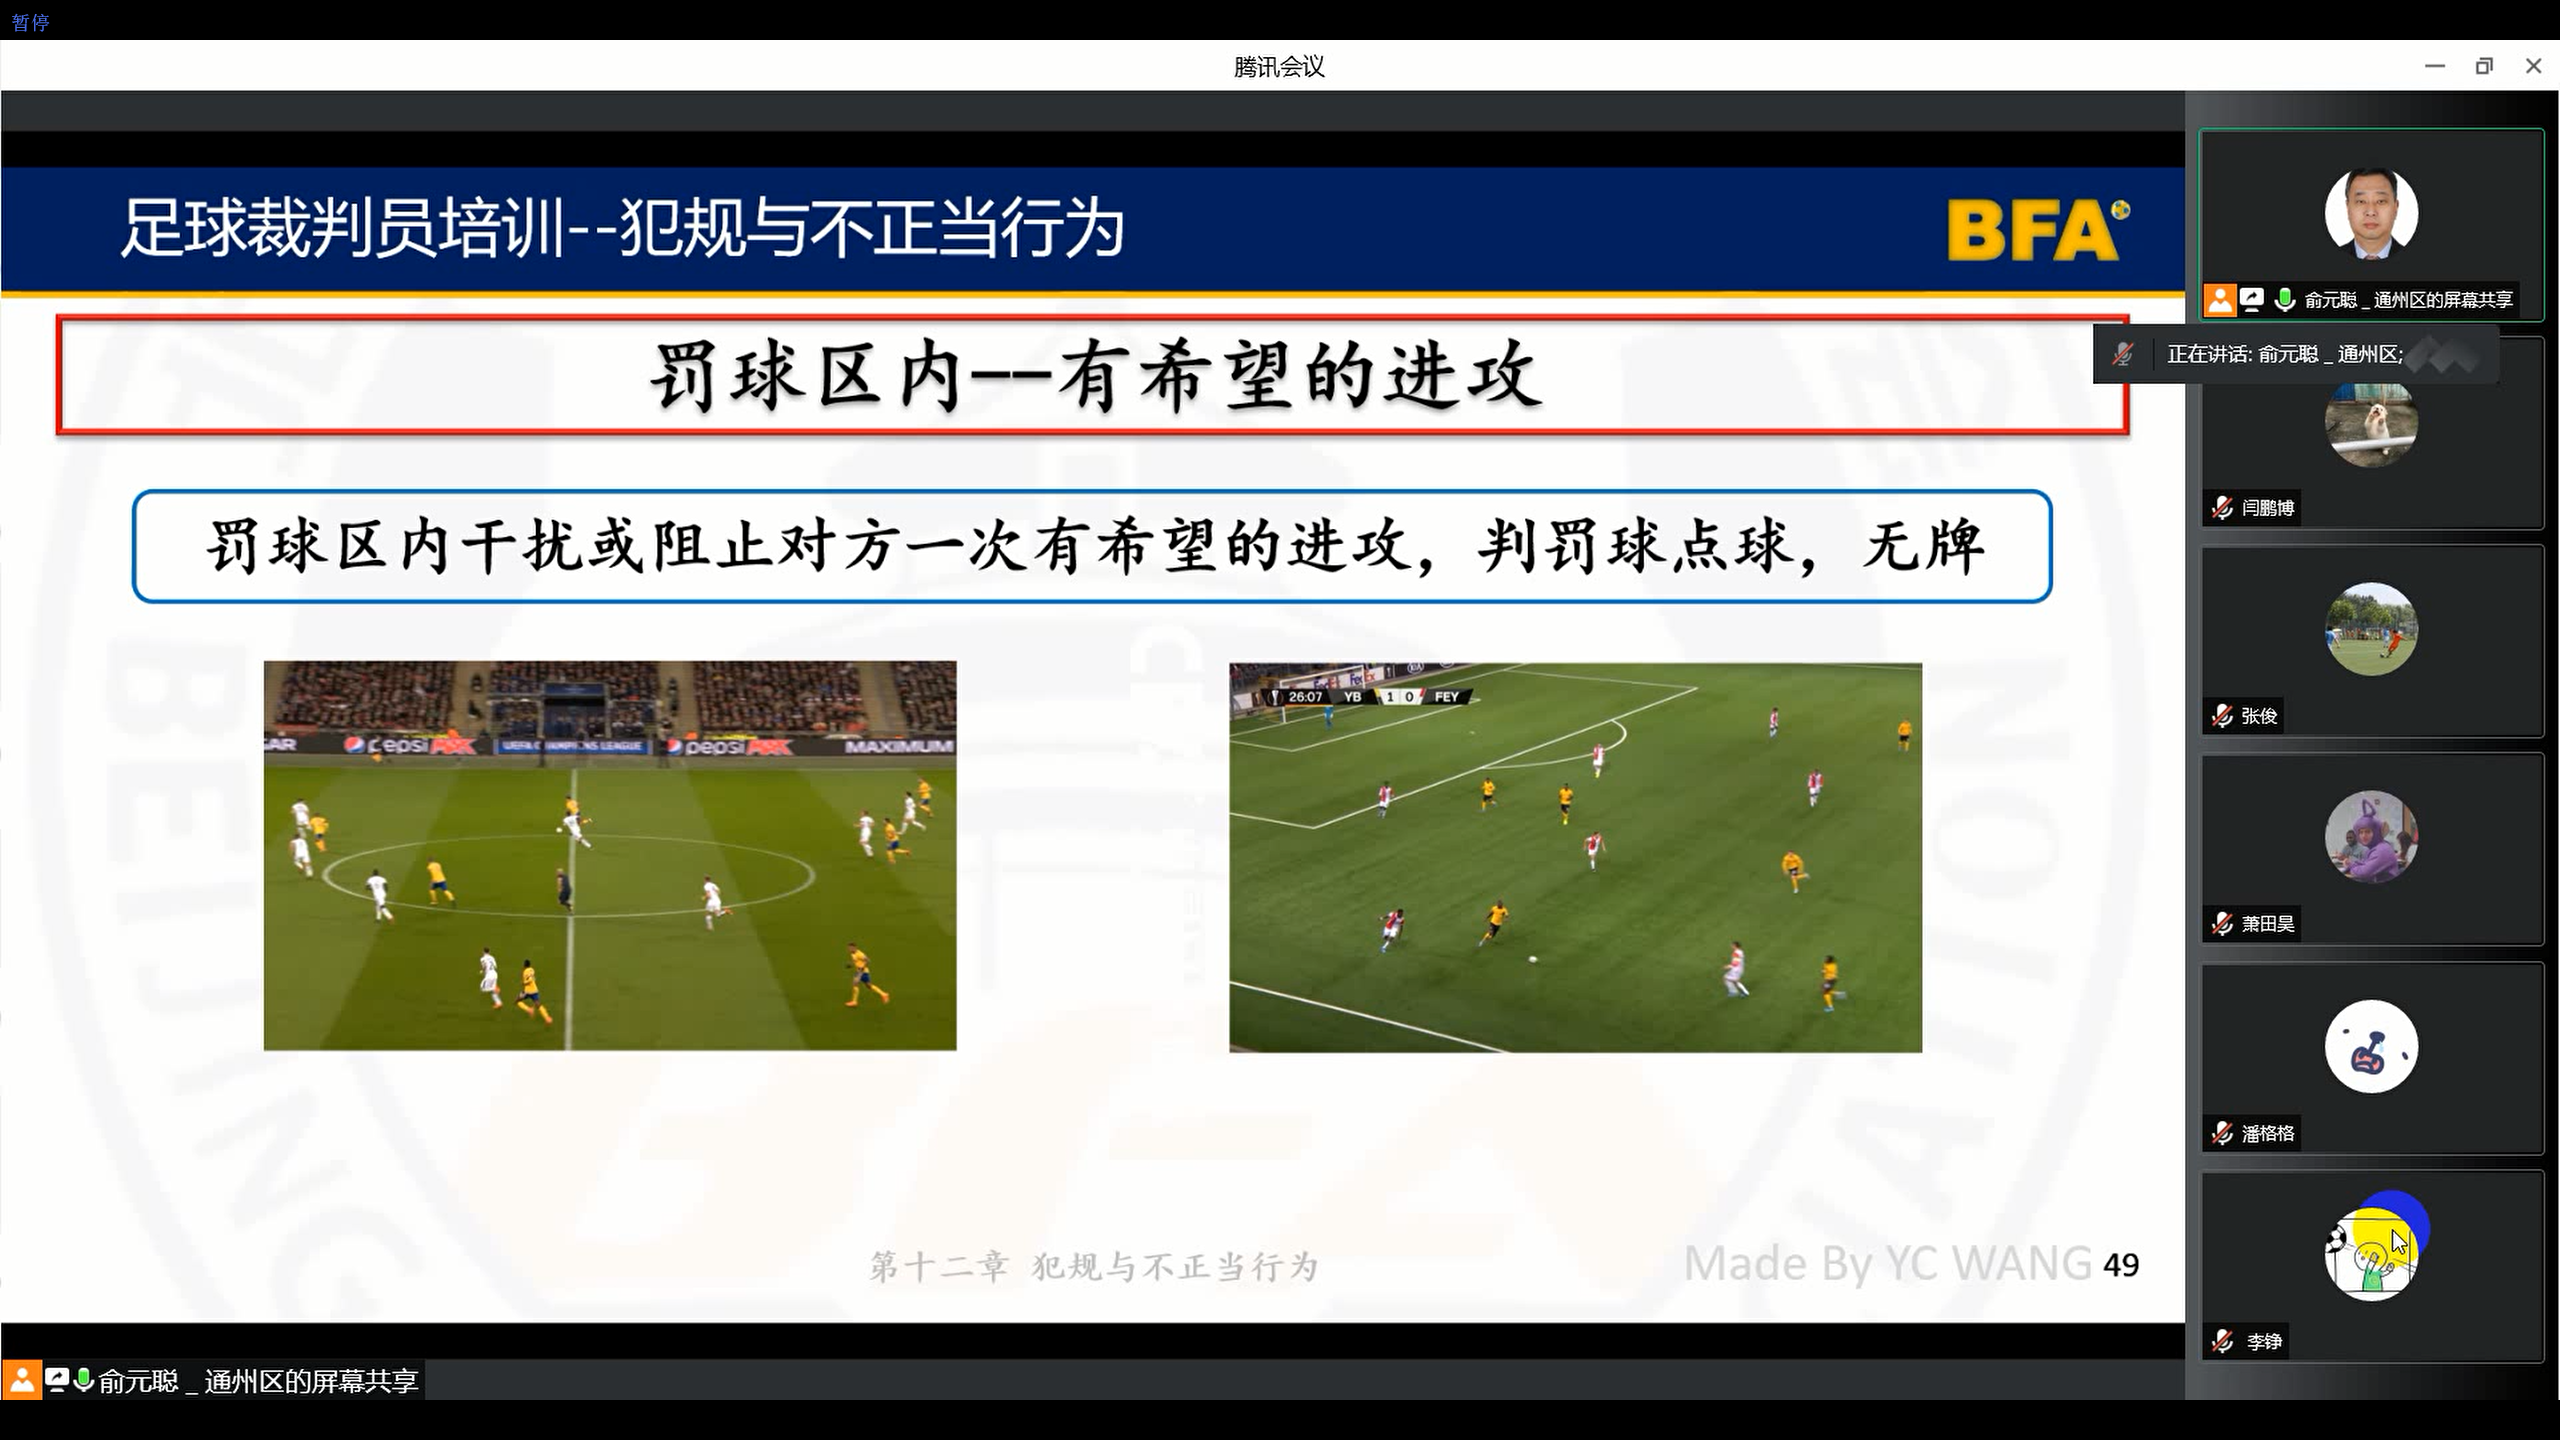 暂停
腾讯会议
足球裁判员培训--犯规与不正当行为
BFA
俞元聪 _ 通州区的屏幕共享
正在讲话: 俞元聪 _ 通州区;
罚球区内--有希望的进攻
闫鹏博
罚球区内干扰或阻止对方一次有希望的进攻，判罚球点球，无牌
张俊
26:07 YB 1 0 FEY
pepsi MAX UEFA CHAMPIONS LEAGUE pepsi MAX MAXIMUM
萧田昊
潘格格
BEIJING
第十二章 犯规与不正当行为
Made By YC WANG 49
李铮
俞元聪 _ 通州区的屏幕共享